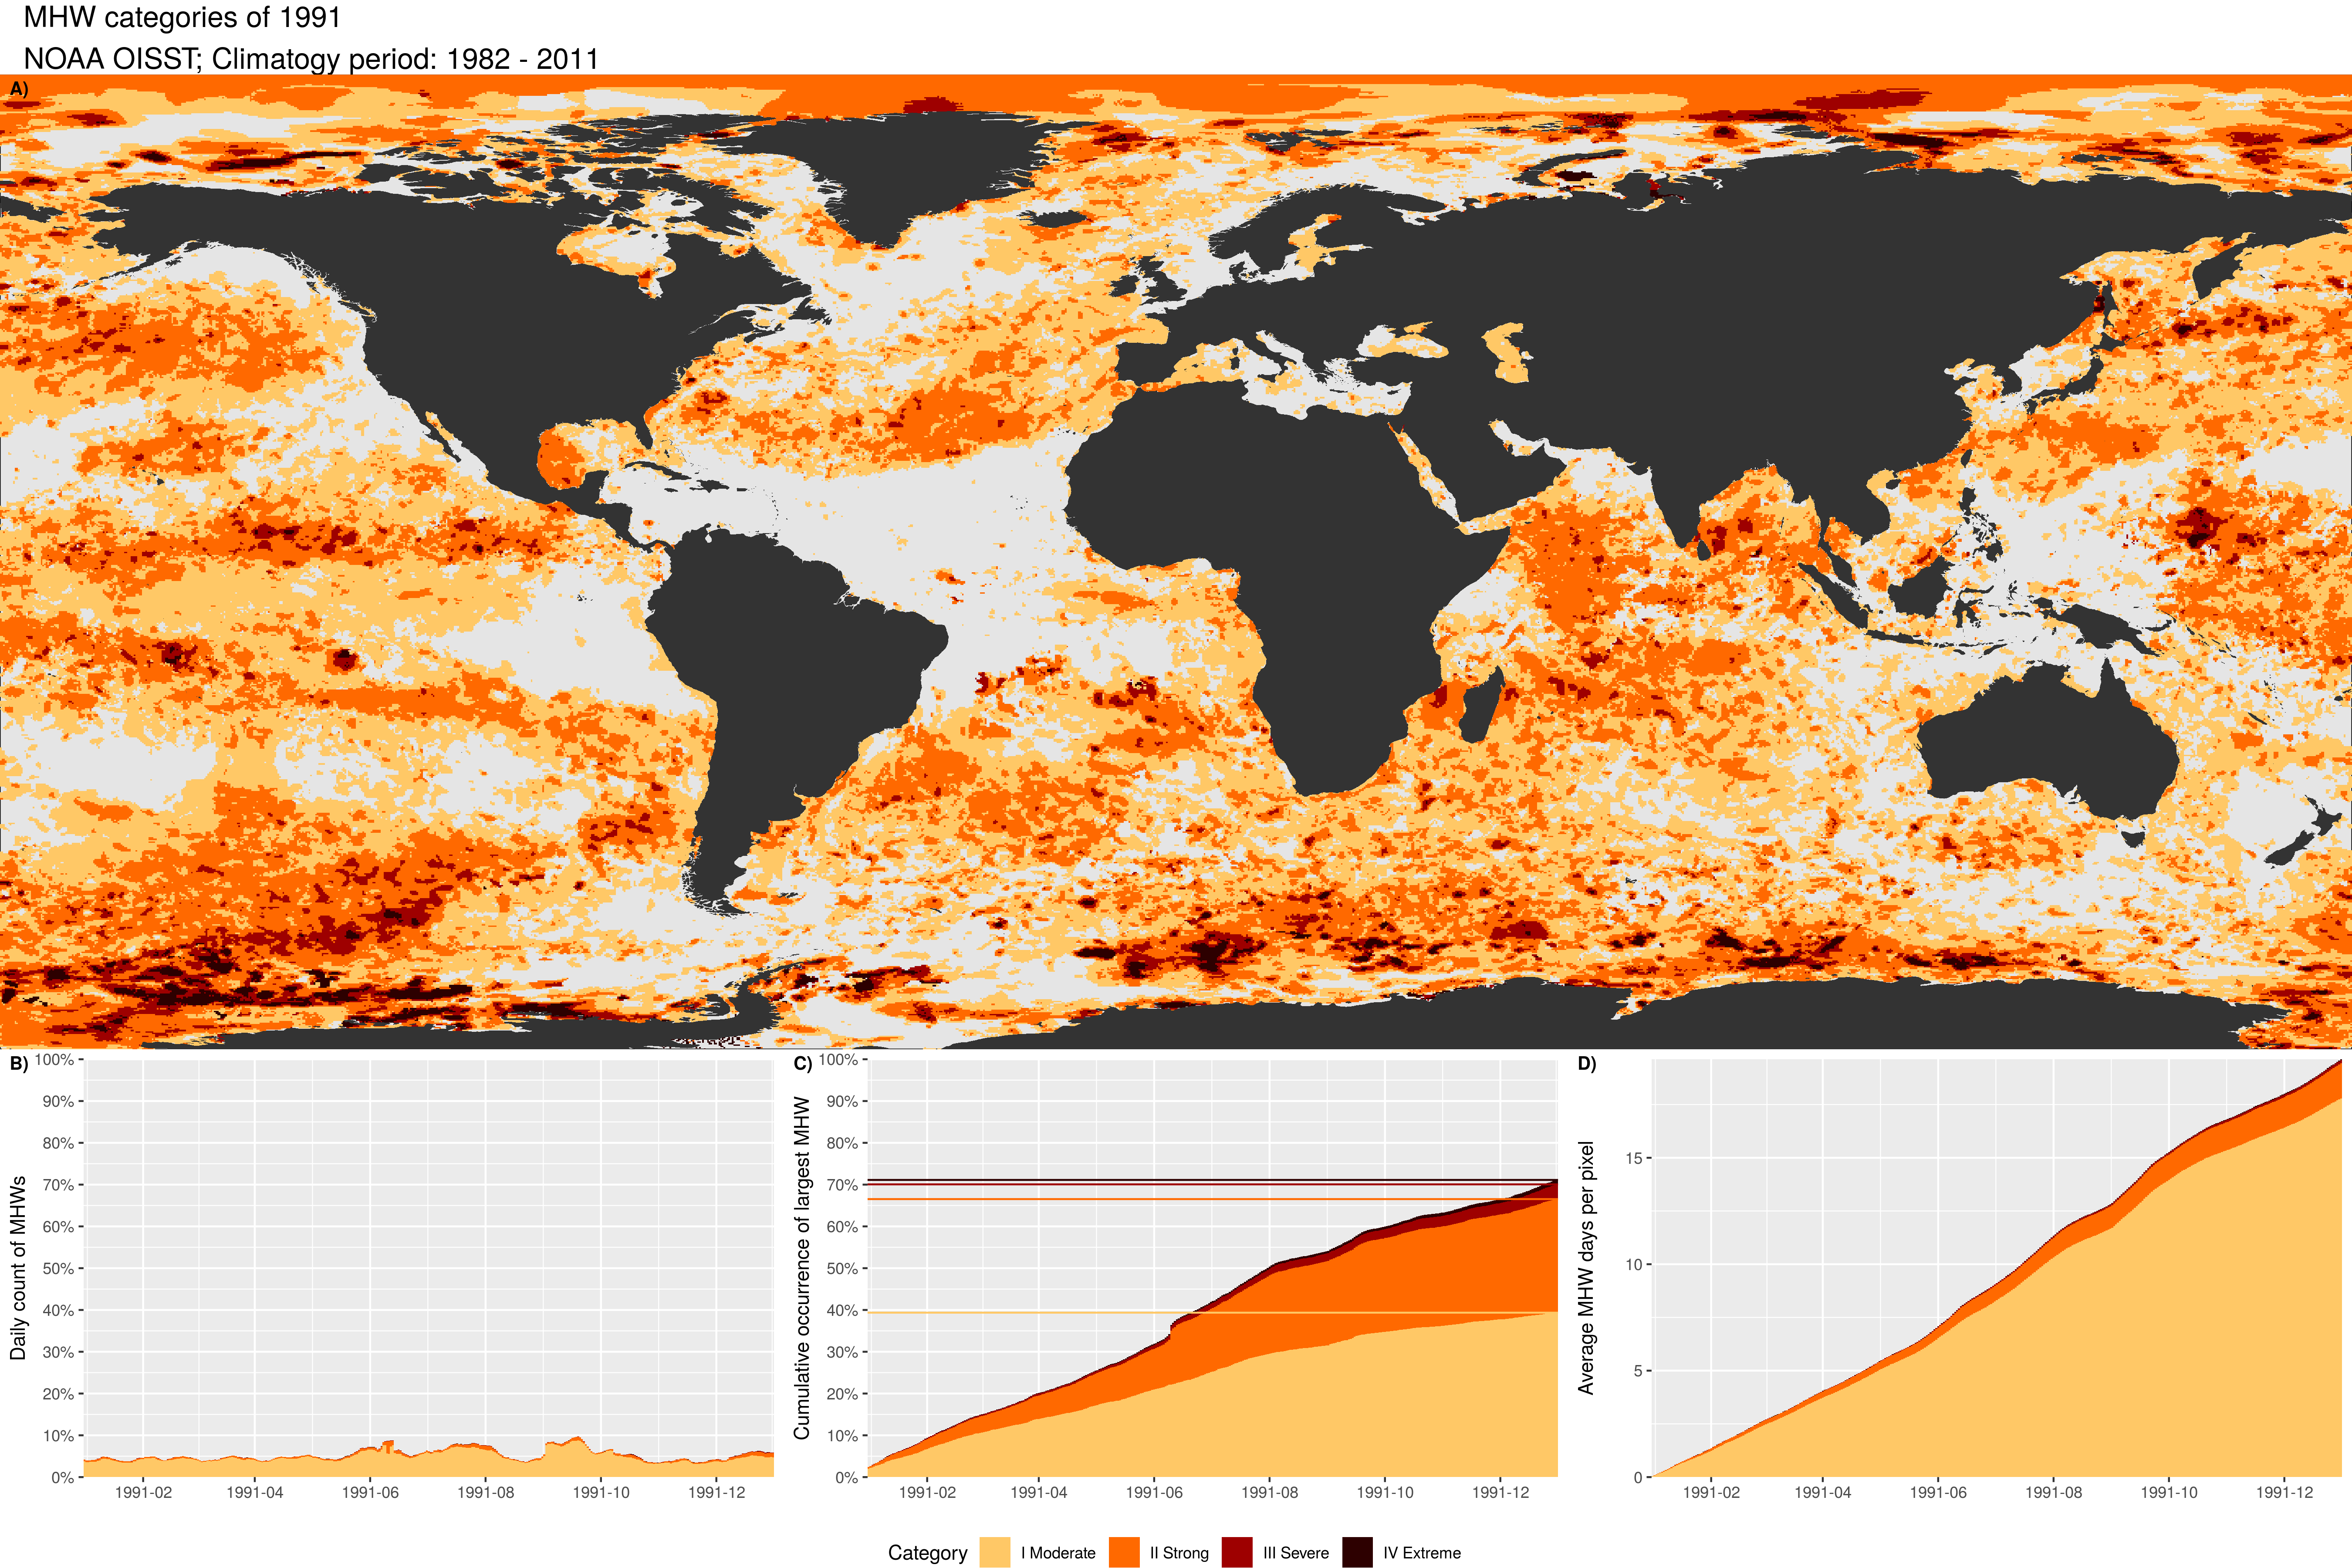 MHW categories of 1991
NOAA OISST; Climatogy period: 1982 - 2011
A)
B)
Daily count of MHWs
100%
90%
80%
70%
60%
50%
40%
30%
20%
10%
0%
1991-02 1991-04 1991-06 1991-08 1991-10 1991-12
C)
Cumulative occurrence of largest MHW
100%
90%
80%
70%
60%
50%
40%
30%
20%
10%
0%
1991-02 1991-04 1991-06 1991-08 1991-10 1991-12
D)
Average MHW days per pixel
15
10
5
0
1991-02 1991-04 1991-06 1991-08 1991-10 1991-12
Category I Moderate II Strong III Severe IV Extreme